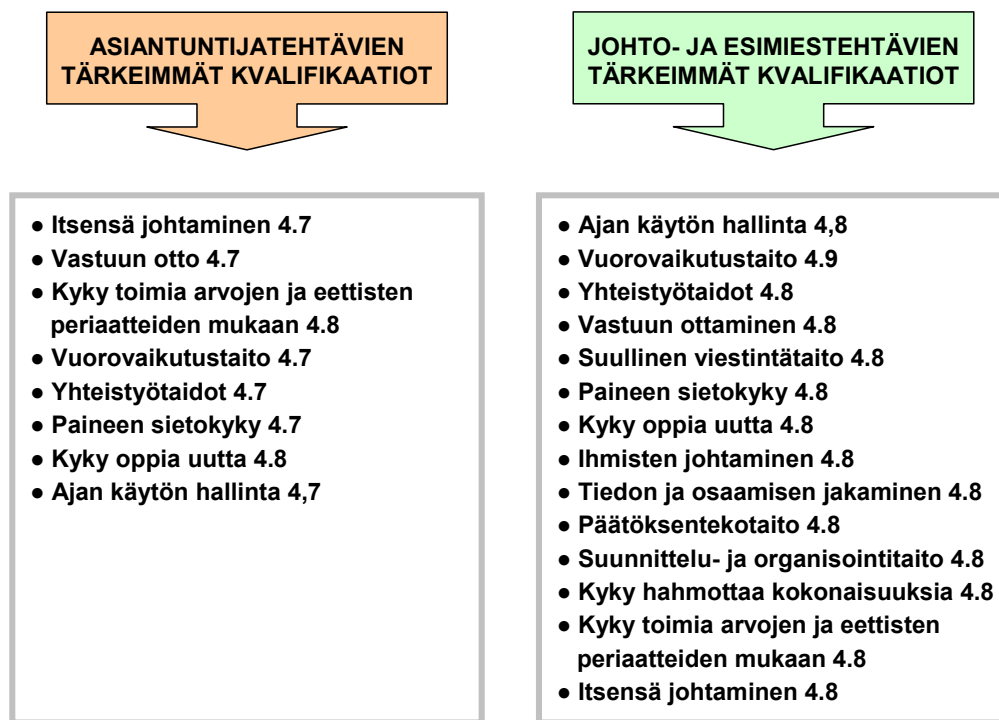 ASIANTUNTIJATEHTÄVIEN
TÄRKEIMMÄT KVALIFIKAATIOT
● Itsensä johtaminen 4.7
● Vastuun otto 4.7
● Kyky toimia arvojen ja eettisten
periaatteiden mukaan 4.8
● Vuorovaikutustaito 4.7
● Yhteistyötaidot 4.7
● Paineen sietokyky 4.7
● Kyky oppia uutta 4.8
● Ajan käytön hallinta 4,7
JOHTO- JA ESIMIESTEHTÄVIEN
TÄRKEIMMÄT KVALIFIKAATIOT
● Ajan käytön hallinta 4,8
● Vuorovaikutustaito 4.9
● Yhteistyötaidot 4.8
● Vastuun ottaminen 4.8
● Suullinen viestintätaito 4.8
● Paineen sietokyky 4.8
● Kyky oppia uutta 4.8
● Ihmisten johtaminen 4.8
● Tiedon ja osaamisen jakaminen 4.8
● Päätöksentekotaito 4.8
● Suunnittelu- ja organisointitaito 4.8
● Kyky hahmottaa kokonaisuuksia 4.8
● Kyky toimia arvojen ja eettisten
periaatteiden mukaan 4.8
● Itsensä johtaminen 4.8